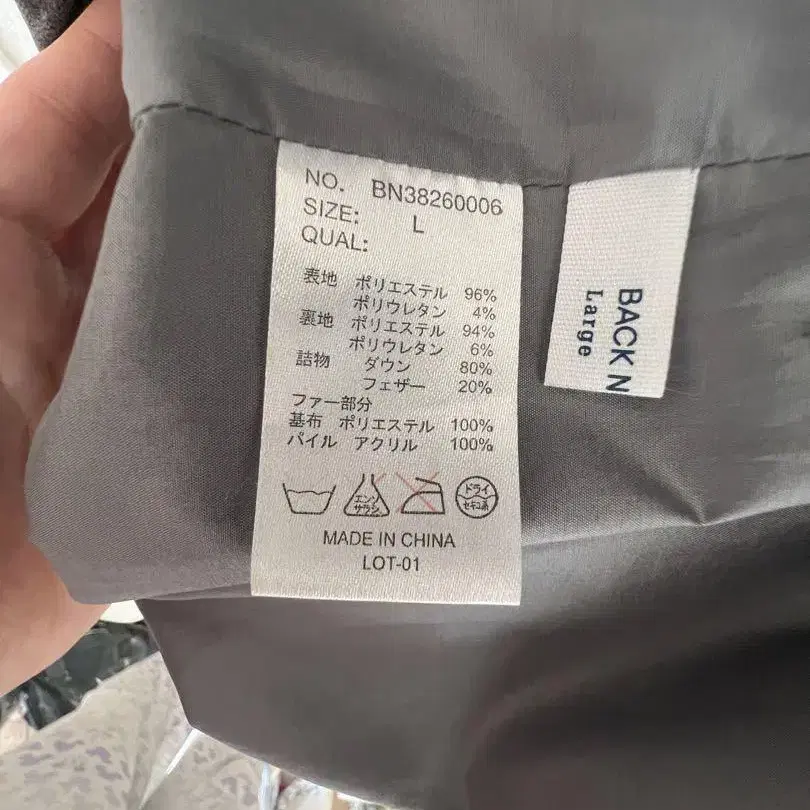 NO. BN38260006
SIZE: L
QUAL:
表地 ポリエステル 96%
ポリウレタン 4%
裏地 ポリエステル 94%
ポリウレタン 6%
詰物 ダウン 80%
フェザー 20%
ファー部分
基布 ポリエステル 100%
パイル アクリル 100%
エンソ
サラシ
ドライ
セキユ系
MADE IN CHINA
LOT-01
BACK N
Large